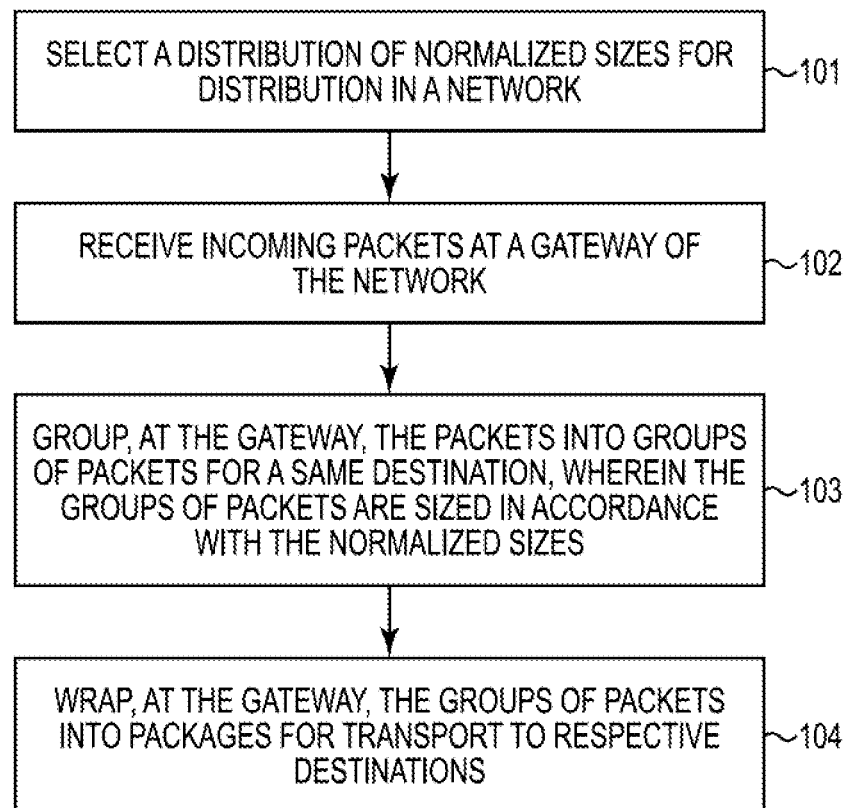 SELECT A DISTRIBUTION OF NORMALIZED SIZES FOR
DISTRIBUTION IN A NETWORK
101
RECEIVE INCOMING PACKETS AT A GATEWAY OF
THE NETWORK
102
GROUP, AT THE GATEWAY, THE PACKETS INTO GROUPS
OF PACKETS FOR A SAME DESTINATION, WHEREIN THE
GROUPS OF PACKETS ARE SIZED IN ACCORDANCE
WITH THE NORMALIZED SIZES
103
WRAP, AT THE GATEWAY, THE GROUPS OF PACKETS
INTO PACKAGES FOR TRANSPORT TO RESPECTIVE
DESTINATIONS
104